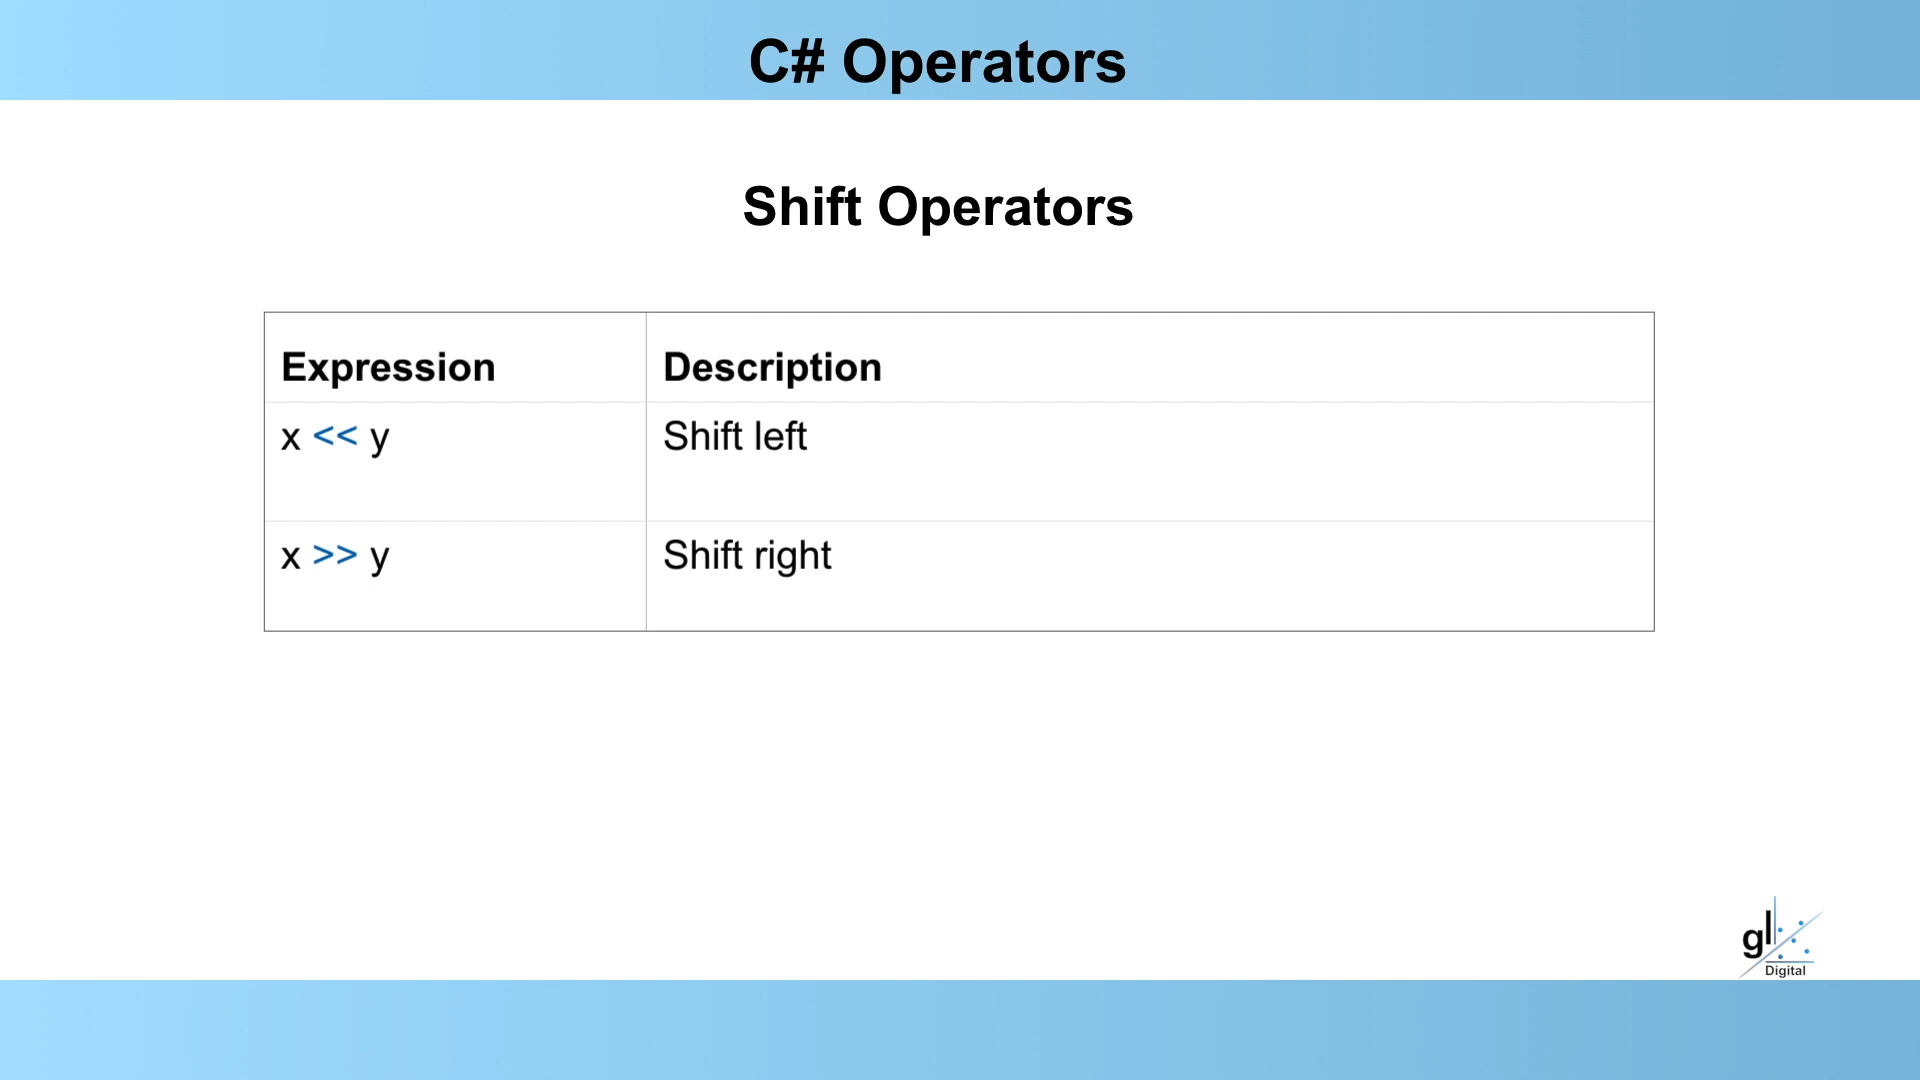 C# Operators
Shift Operators
Expression Description
x << y Shift left
x >> y Shift right
gl
Digital